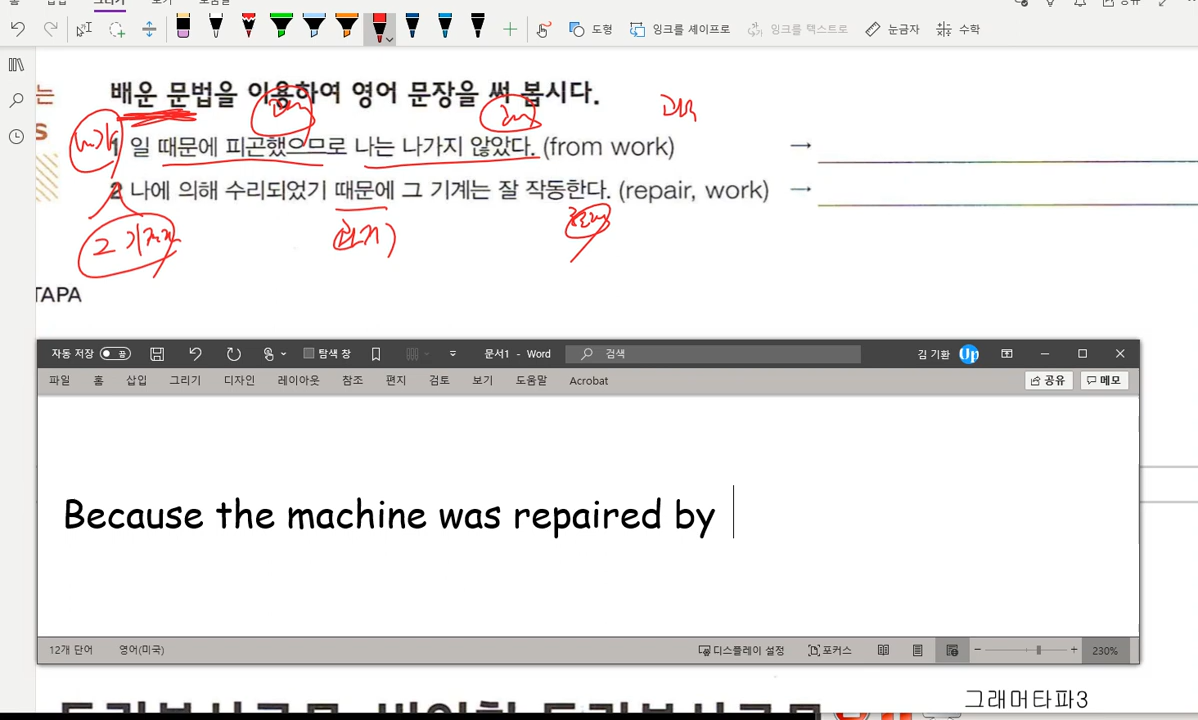 도형
잉크를 셰이프로
잉크를 텍스트로
눈금자
수학
는
배운 문법을 이용하여 영어 문장을 써 봅시다.
S
1 일 때문에 피곤했으므로 나는 나가지 않았다. (from work) →
2 나에 의해 수리되었기 때문에 그 기계는 잘 작동한다. (repair, work) →
TAPA
자동 저장 끔 탐색 창 문서1 - Word 검색 김 기환 Up
파일 홈 삽입 그리기 디자인 레이아웃 참조 편지 검토 보기 도움말 Acrobat 공유 메모
Because the machine was repaired by
12개 단어 영어(미국) 디스플레이 설정 포커스 230%
그래머타파3